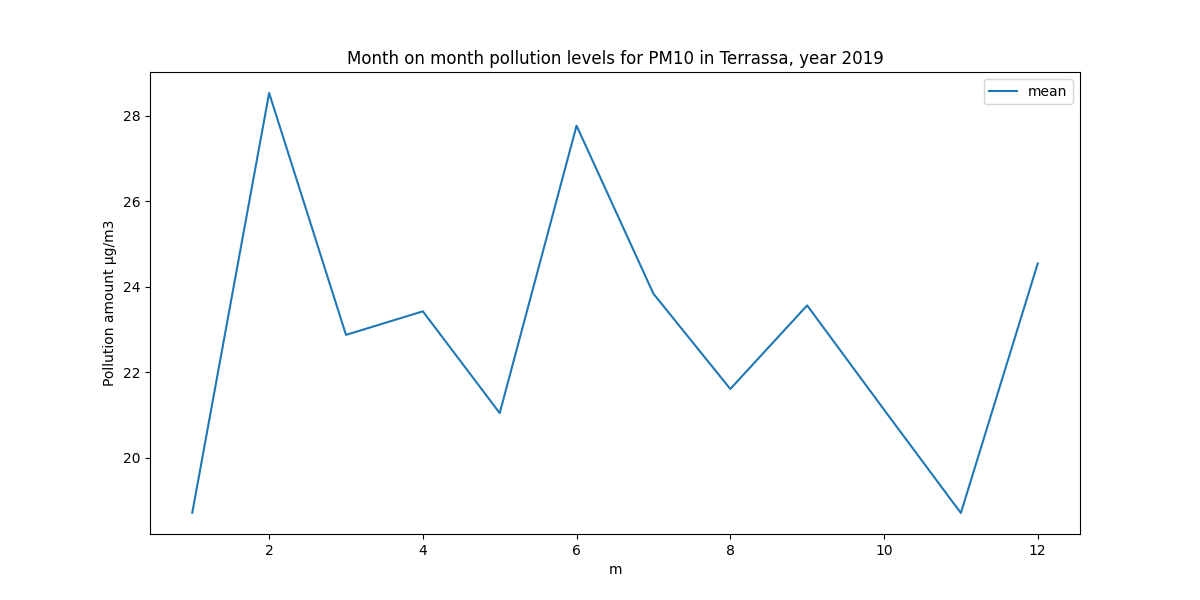 Month on month pollution levels for PM10 in Terrassa, year 2019
mean
Pollution amount µg/m3
28
26
24
22
20
2 4 6 8 10 12
m